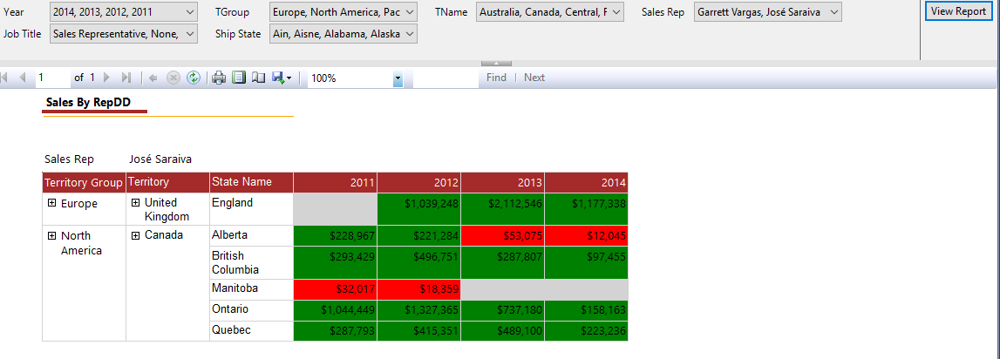 Year 2014, 2013, 2012, 2011 TGroup Europe, North America, Pac TName Australia, Canada, Central, F Sales Rep Garrett Vargas, José Saraiva View Report
Job Title Sales Representative, None, Ship State Ain, Aisne, Alabama, Alaska
1 of 1 100% Find | Next
Sales By RepDD
Sales Rep José Saraiva
Territory Group Territory State Name 2011 2012 2013 2014
Europe United Kingdom England $1,039,248 $2,112,546 $1,177,338
North America Canada Alberta $228,967 $221,284 $53,075 $12,045
British Columbia $293,429 $496,751 $287,807 $97,455
Manitoba $32,017 $18,359
Ontario $1,044,449 $1,327,365 $737,180 $158,163
Quebec $287,793 $415,351 $489,100 $223,236